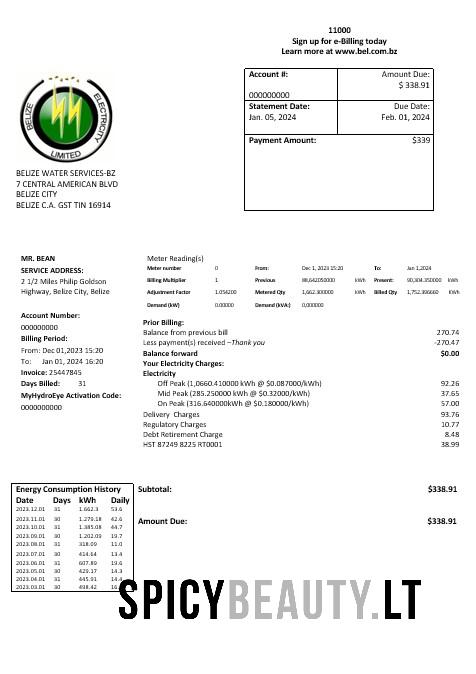 11000
Sign up for e-Billing today
Learn more at www.bel.com.bz
Account #:
000000000
Amount Due:
$ 338.91
Statement Date:
Jan. 05, 2024
Due Date:
Feb. 01, 2024
Payment Amount: $339
BELIZE ELECTRICITY
LIMITED
BELIZE WATER SERVICES-BZ
7 CENTRAL AMERICAN BLVD
BELIZE CITY
BELIZE C.A. GST TIN 16914
MR. BEAN
SERVICE ADDRESS:
2 1/2 Miles Philip Goldson
Highway, Belize City, Belize
Account Number:
000000000
Billing Period:
From: Dec 01,2023 15:20
To: Jan 01, 2024 16:20
Invoice: 25447845
Days Billed: 31
MyHydroEye Activation Code:
0000000000
Meter Reading(s)
Meter number 0 From: Dec 1, 2023 15:20 To: Jan 1,2024
Billing Multiplier 1 Previous 88,642050000 kWh Present: 90,304.350000 kWh
Adjustment Factor 1.054200 Metered Qty 1,662.300000 kWh Billed Qty 1,752.396660 kWh
Demand (kW) 0.00000 Demand (kVA:) 0,000000
Prior Billing:
Balance from previous bill 270.74
Less payment(s) received –Thank you -270.47
Balance forward $0.00
Your Electricity Charges:
Electricity
Off Peak (1,0660.410000 kWh @ $0.087000/kWh) 92.26
Mid Peak (285.250000 kWh @ $0.32000/kWh) 37.65
On Peak (316.640000kWh @ $0.180000/kWh) 57.00
Delivery Charges 93.76
Regulatory Charges 10.77
Debt Retirement Charge 8.48
HST 87249 8225 RT0001 38.99
Energy Consumption History
Date Days kWh Daily
2023.12.01 31 1.662.3 53.6
2023.11.01 30 1.279.18 42.6
2023.10.01 31 1.385.08 44.7
2023.09.01 30 1.202.09 19.7
2023.08.01 31 318.09 11.0
2023.07.01 30 414.64 13.4
2023.06.01 31 607.89 19.6
2023.05.01 30 429.17 14.3
2023.04.01 31 445.91 14.4
2023.03.01 30 498.42
Subtotal: $338.91
Amount Due: $338.91
SPICYBEAUTY.LT